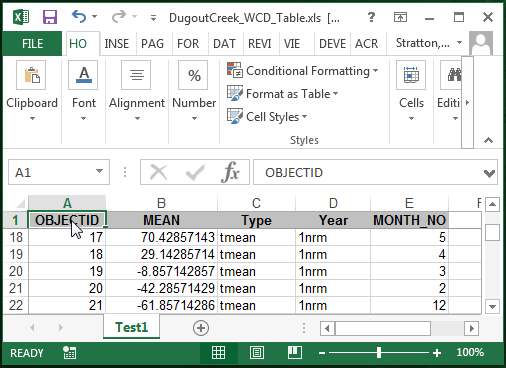 DugoutCreek_WCD_Table.xls [...
FILE HO INSE PAG FOR DAT REV VIE DEVE ACR Stratton,...
Clipboard Font Alignment Number Conditional Formatting Format as Table Cell Styles Styles Cells Editi
A1 OBJECTID
A B C D E F
1 OBJECTID MEAN Type Year MONTH_NO
18 17 70.42857143 tmean 1nrm 5
19 18 29.14285714 tmean 1nrm 4
20 19 -8.857142857 tmean 1nrm 3
21 20 -42.28571429 tmean 1nrm 2
22 21 -61.85714286 tmean 1nrm 12
Test1
READY 100%